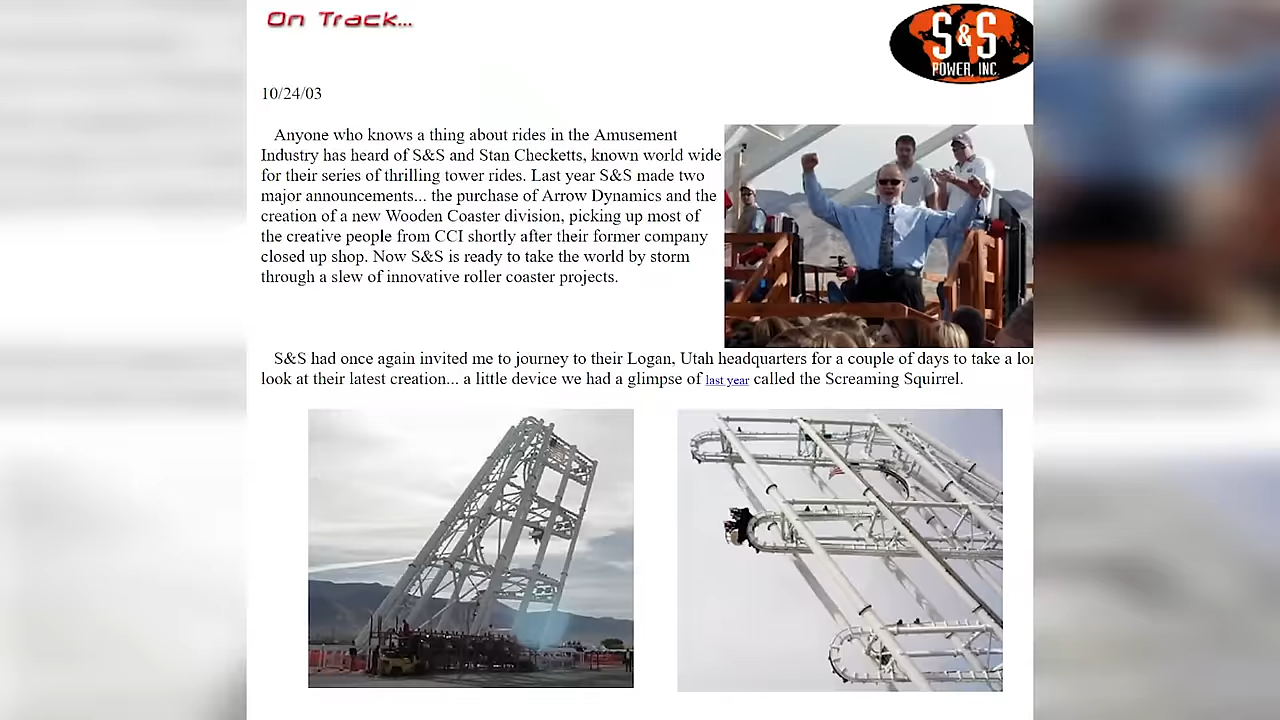 On Track...
S&S
POWER, INC.
10/24/03
Anyone who knows a thing about rides in the Amusement
Industry has heard of S&S and Stan Checketts, known world wide
for their series of thrilling tower rides. Last year S&S made two
major announcements... the purchase of Arrow Dynamics and the
creation of a new Wooden Coaster division, picking up most of
the creative people from CCI shortly after their former company
closed up shop. Now S&S is ready to take the world by storm
through a slew of innovative roller coaster projects.
S&S had once again invited me to journey to their Logan, Utah headquarters for a couple of days to take a
look at their latest creation... a little device we had a glimpse of last year called the Screaming Squirrel.